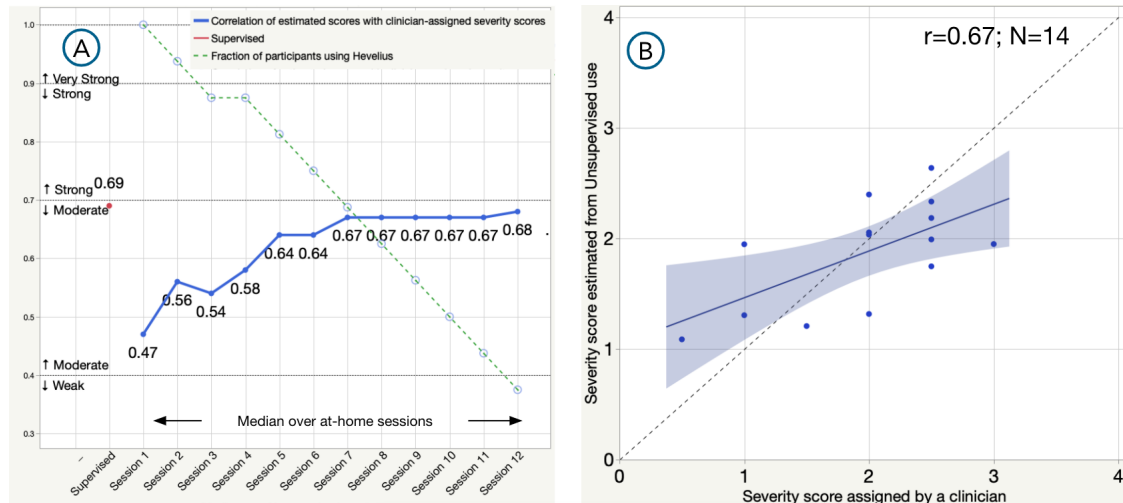 A
Correlation of estimated scores with clinician-assigned severity scores
Supervised
Fraction of participants using Hevelius
1.0
0.9
0.8
0.7
0.6
0.5
0.4
0.3
↑ Very Strong
↓ Strong
↑ Strong
↓ Moderate
↑ Moderate
↓ Weak
0.69
0.47
0.56
0.54
0.58
0.64
0.64
0.67
0.67
0.67
0.67
0.67
0.68
← Median over at-home sessions →
–
Supervised
Session 1
Session 2
Session 3
Session 4
Session 5
Session 6
Session 7
Session 8
Session 9
Session 10
Session 11
Session 12
B
r=0.67; N=14
Severity score estimated from Unsupervised use
4
3
2
1
0
0
1
2
3
4
Severity score assigned by a clinician